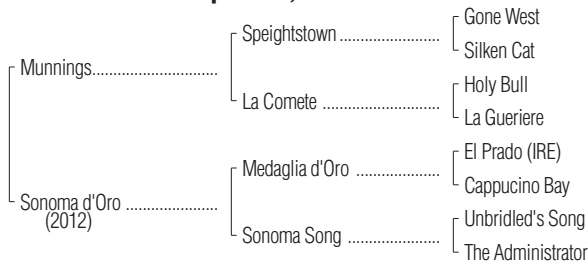 Gone West
Speightstown
Silken Cat
Munnings
Holy Bull
La Comete
La Gueriere
El Prado (IRE)
Medaglia d'Oro
Cappucino Bay
Sonoma d'Oro
(2012)
Unbridled's Song
Sonoma Song
The Administrator